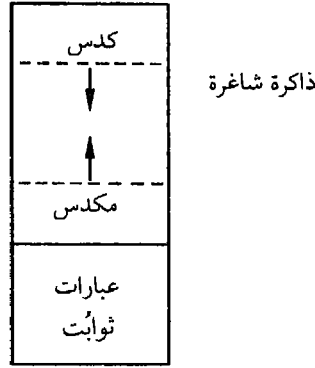 كدس
ذاكرة شاغرة
مكدس
عبارات
ثوابت